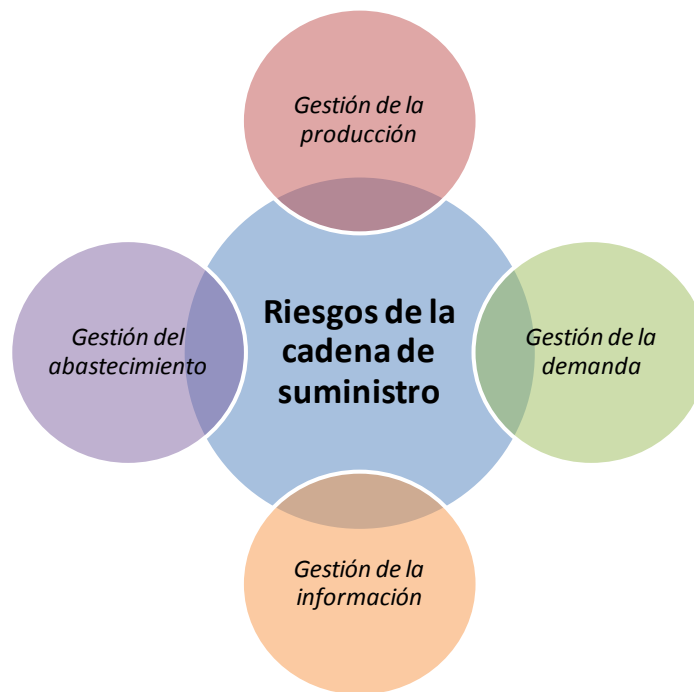 Gestión de la
producción
Riesgos de la
cadena de
suministro
Gestión del
abastecimiento
Gestión de la
demanda
Gestión de la
información